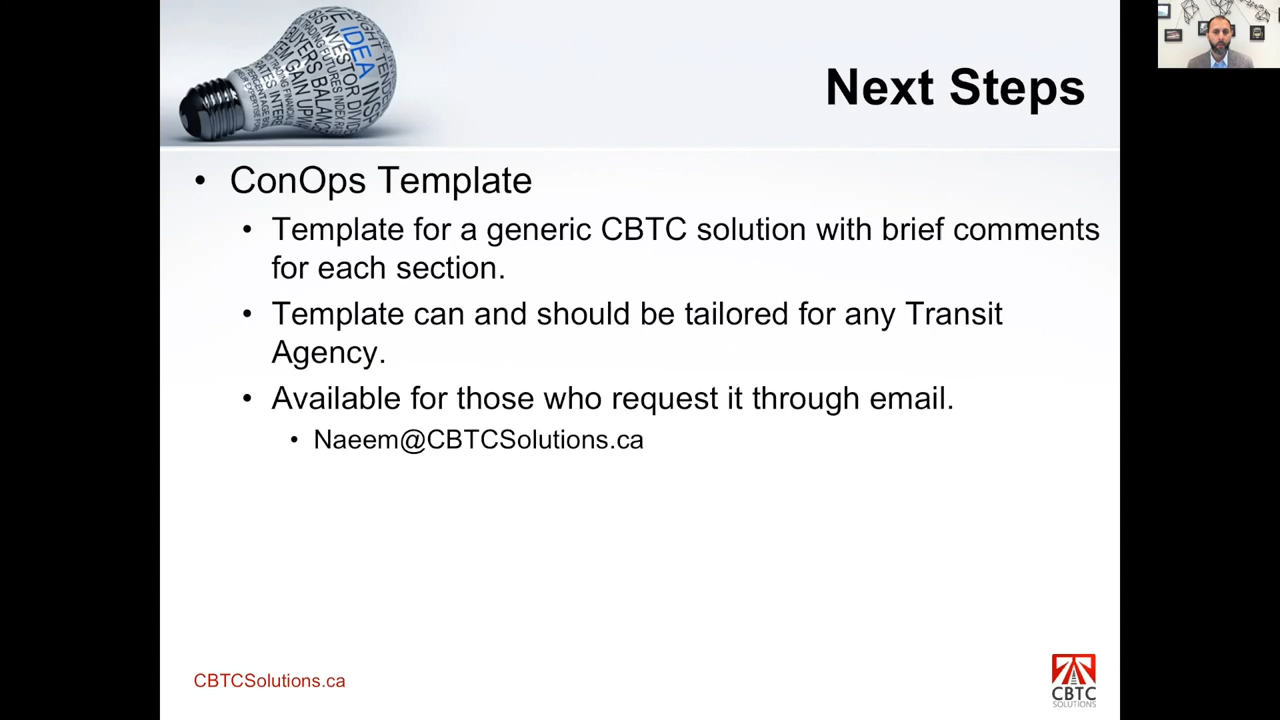 IDEA
Next Steps
• ConOps Template
• Template for a generic CBTC solution with brief comments
for each section.
• Template can and should be tailored for any Transit
Agency.
• Available for those who request it through email.
• Naeem@CBTCSolutions.ca
CBTCSolutions.ca
CBTC
SOLUTIONS